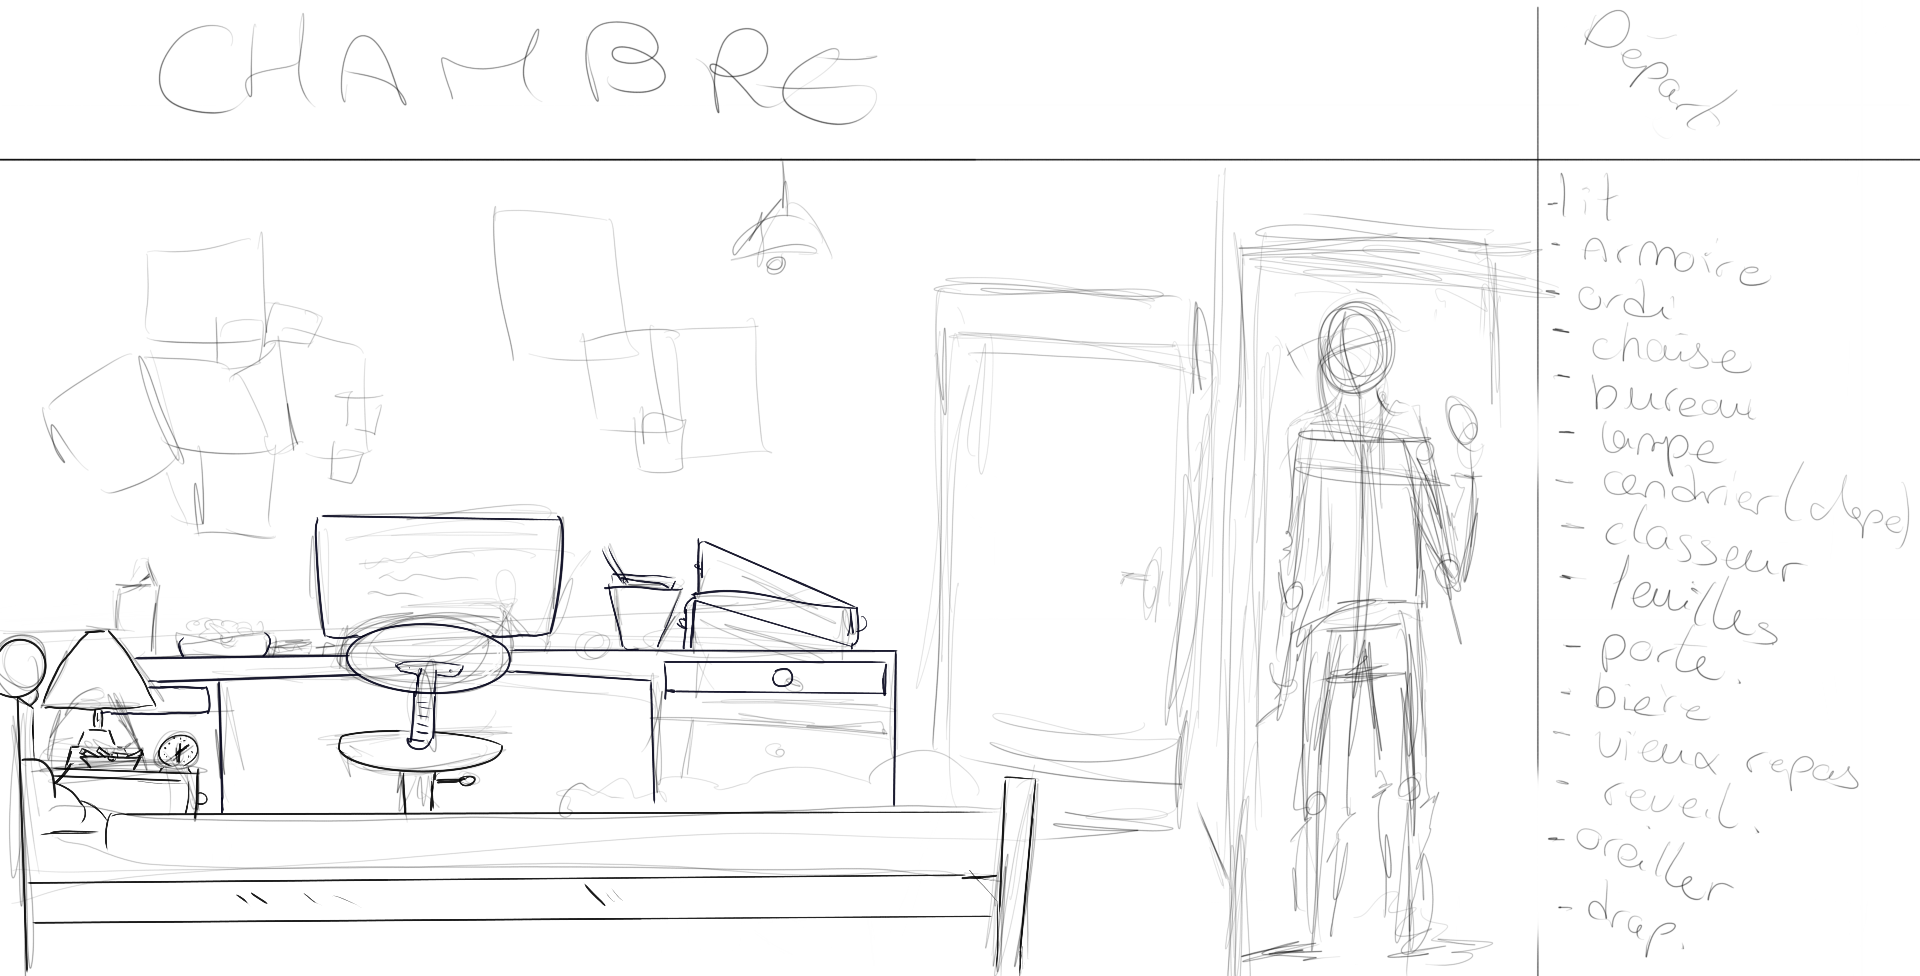 CHAMBRE
Départ
- lit
- Armoire
- ordi
- chaise
- bureau
- lampe
- cendrier (clope)
- classeur
- feuilles
- porte.
- bière
- vieux repas
- reveil.
- oreiller
- drap.